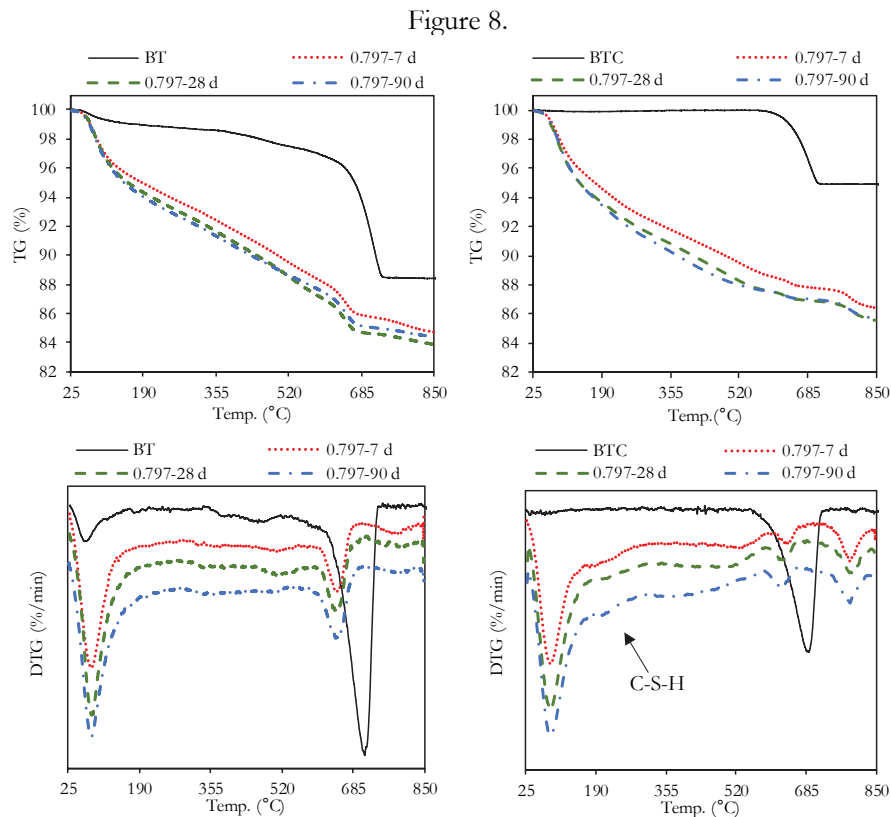 Figure 8.
BT 0.797-7 d
0.797-28 d 0.797-90 d
100
98
96
94
92
90
88
86
84
82
TG (%)
25 190 355 520 685 850
Temp. (°C)
BTC 0.797-7 d
0.797-28 d 0.797-90 d
100
98
96
94
92
90
88
86
84
82
TG (%)
25 190 355 520 685 850
Temp.(°C)
BT 0.797-7 d
0.797-28 d 0.797-90 d
DTG (%/min)
25 190 355 520 685 850
Temp. (°C)
BTC 0.797-7 d
0.797-28 d 0.797-90 d
DTG (%/min)
C-S-H
25 190 355 520 685 850
Temp. (°C)